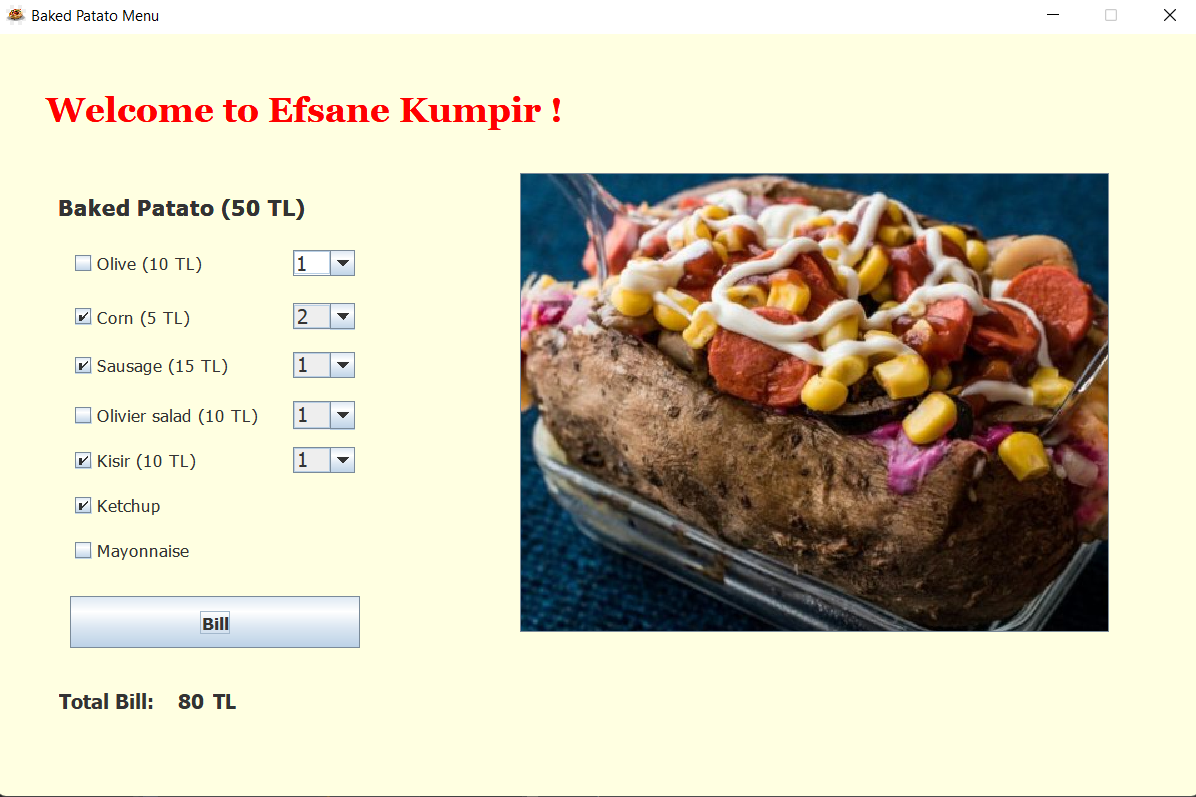 Baked Patato Menu
Welcome to Efsane Kumpir !
Baked Patato (50 TL)
Olive (10 TL) 1
Corn (5 TL) 2
Sausage (15 TL) 1
Olivier salad (10 TL) 1
Kisir (10 TL) 1
Ketchup
Mayonnaise
Bill
Total Bill: 80 TL